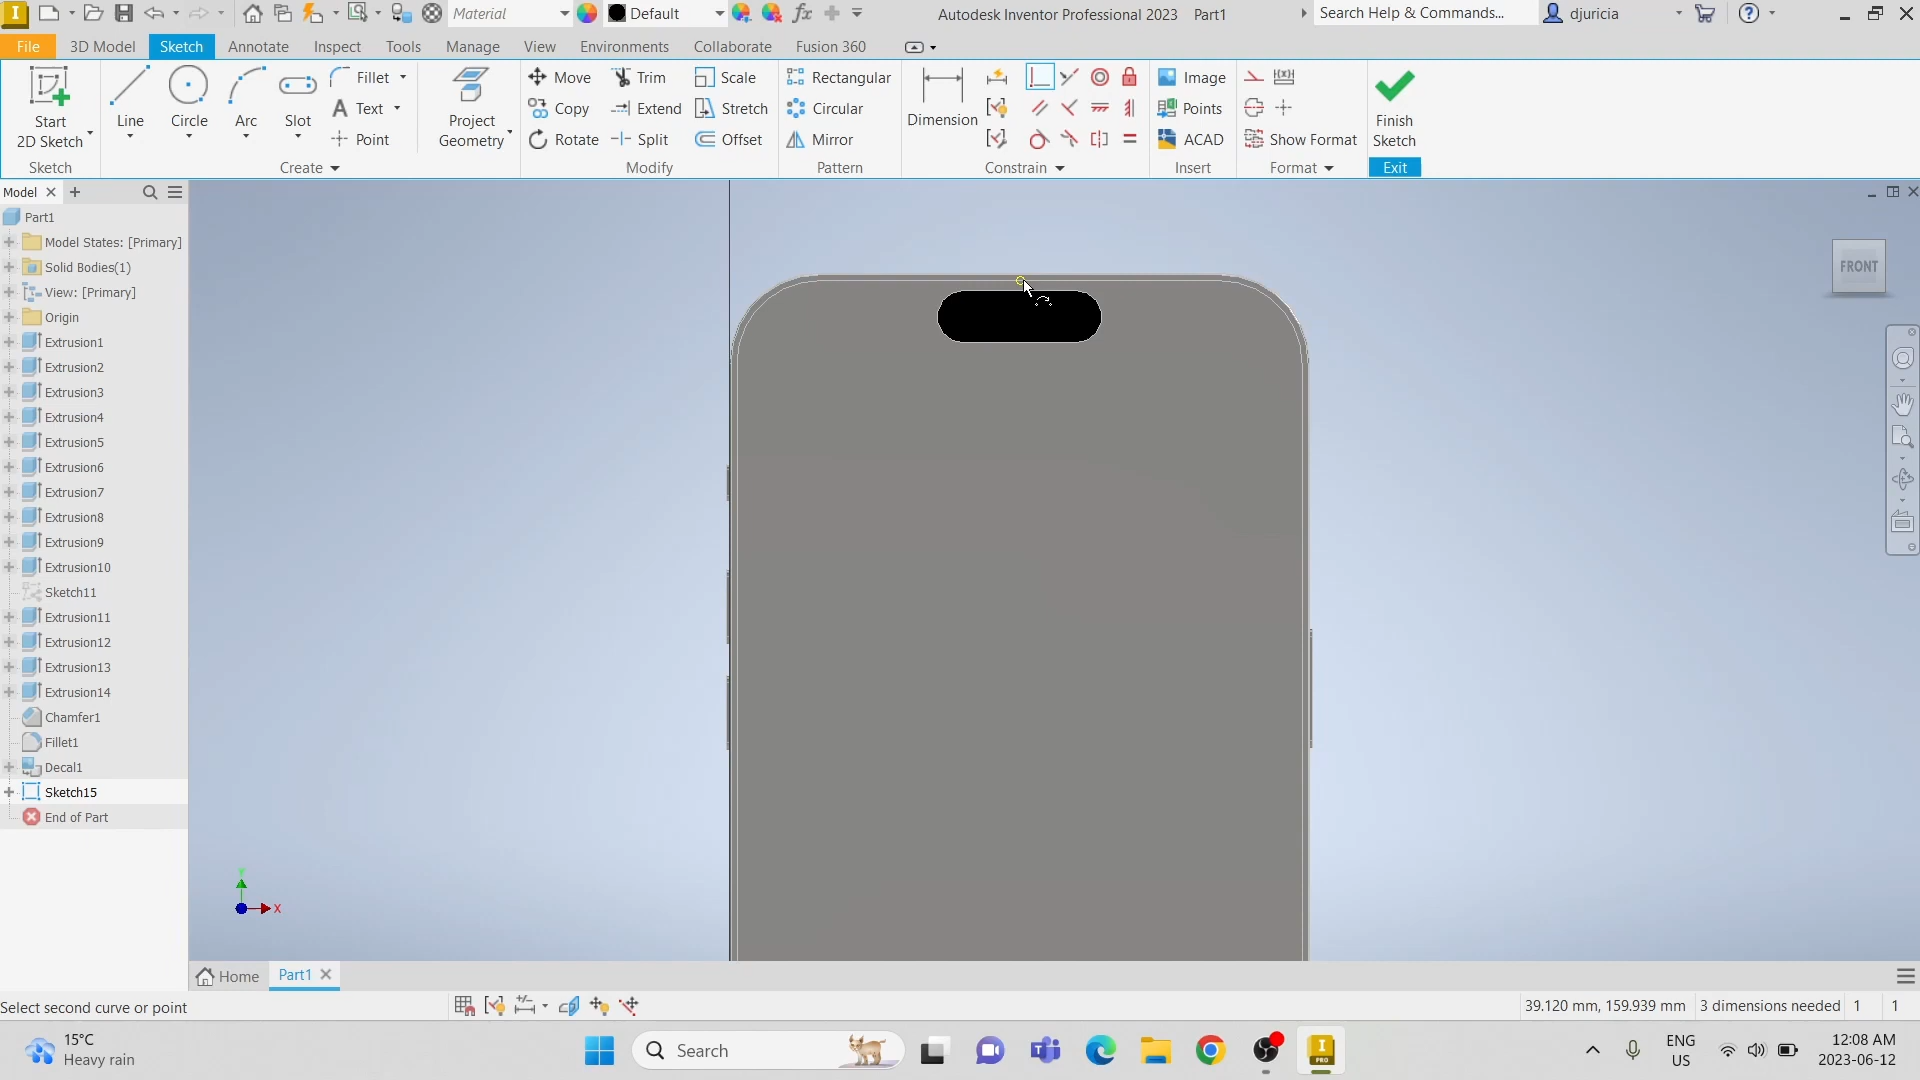 Material
Default
Autodesk Inventor Professional 2023 Part1
Search Help & Commands...
djuricia
File
3D Model
Sketch
Annotate
Inspect
Tools
Manage
View
Environments
Collaborate
Fusion 360
Start
2D Sketch
Sketch
Line
Circle
Arc
Slot
Fillet
Text
Point
Create
Project
Geometry
Move
Copy
Rotate
Trim
Extend
Split
Scale
Stretch
Offset
Modify
Rectangular
Circular
Mirror
Pattern
Dimension
Constrain
Image
Points
ACAD
Insert
Show Format
Format
Finish
Sketch
Exit
Model
Part1
Model States: [Primary]
Solid Bodies(1)
View: [Primary]
Origin
Extrusion1
Extrusion2
Extrusion3
Extrusion4
Extrusion5
Extrusion6
Extrusion7
Extrusion8
Extrusion9
Extrusion10
Sketch11
Extrusion11
Extrusion12
Extrusion13
Extrusion14
Chamfer1
Fillet1
Decal1
Sketch15
End of Part
FRONT
X
Home
Part1
Select second curve or point
39.120 mm, 159.939 mm
3 dimensions needed
1
1
15°C
Heavy rain
Search
ENG
US
12:08 AM
2023-06-12